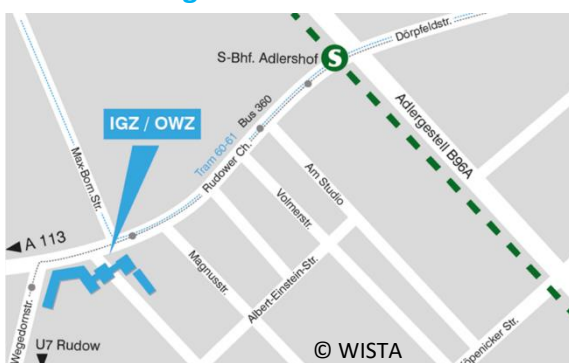 Dörpfeldstr.
S-Bhf. Adlershof
S
Adlergestell B96A
IGZ / OWZ
Tram 60-61 Bus 360
Rudower Ch.
Max-Born-Str.
Am Studio
Volmerstr.
A 113
Magnusstr.
Albert-Einstein-Str.
Wegedornstr.
U7 Rudow
© WISTA